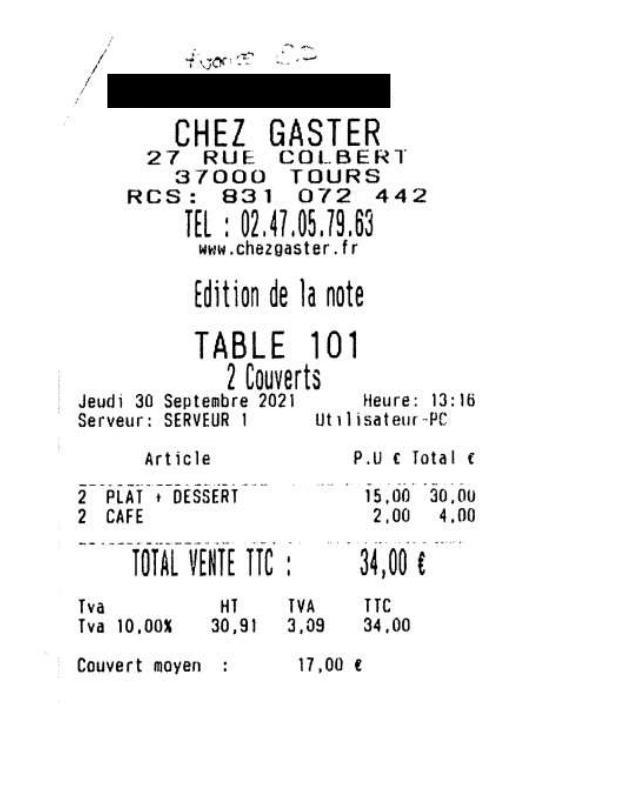 CHEZ GASTER
27 RUE COLBERT
37000 TOURS
RCS: 831 072 442
TEL : 02.47.05.79.63
www.chezgaster.fr
Edition de la note
TABLE 101
2 Couverts
Jeudi 30 Septembre 2021 Heure: 13:16
Serveur: SERVEUR 1 Utilisateur-PC
Article P.U € Total €
2 PLAT + DESSERT 15,00 30,00
2 CAFE 2,00 4,00
TOTAL VENTE TTC : 34,00 €
Tva HT TVA TTC
Tva 10,00% 30,91 3,09 34,00
Couvert moyen : 17,00 €